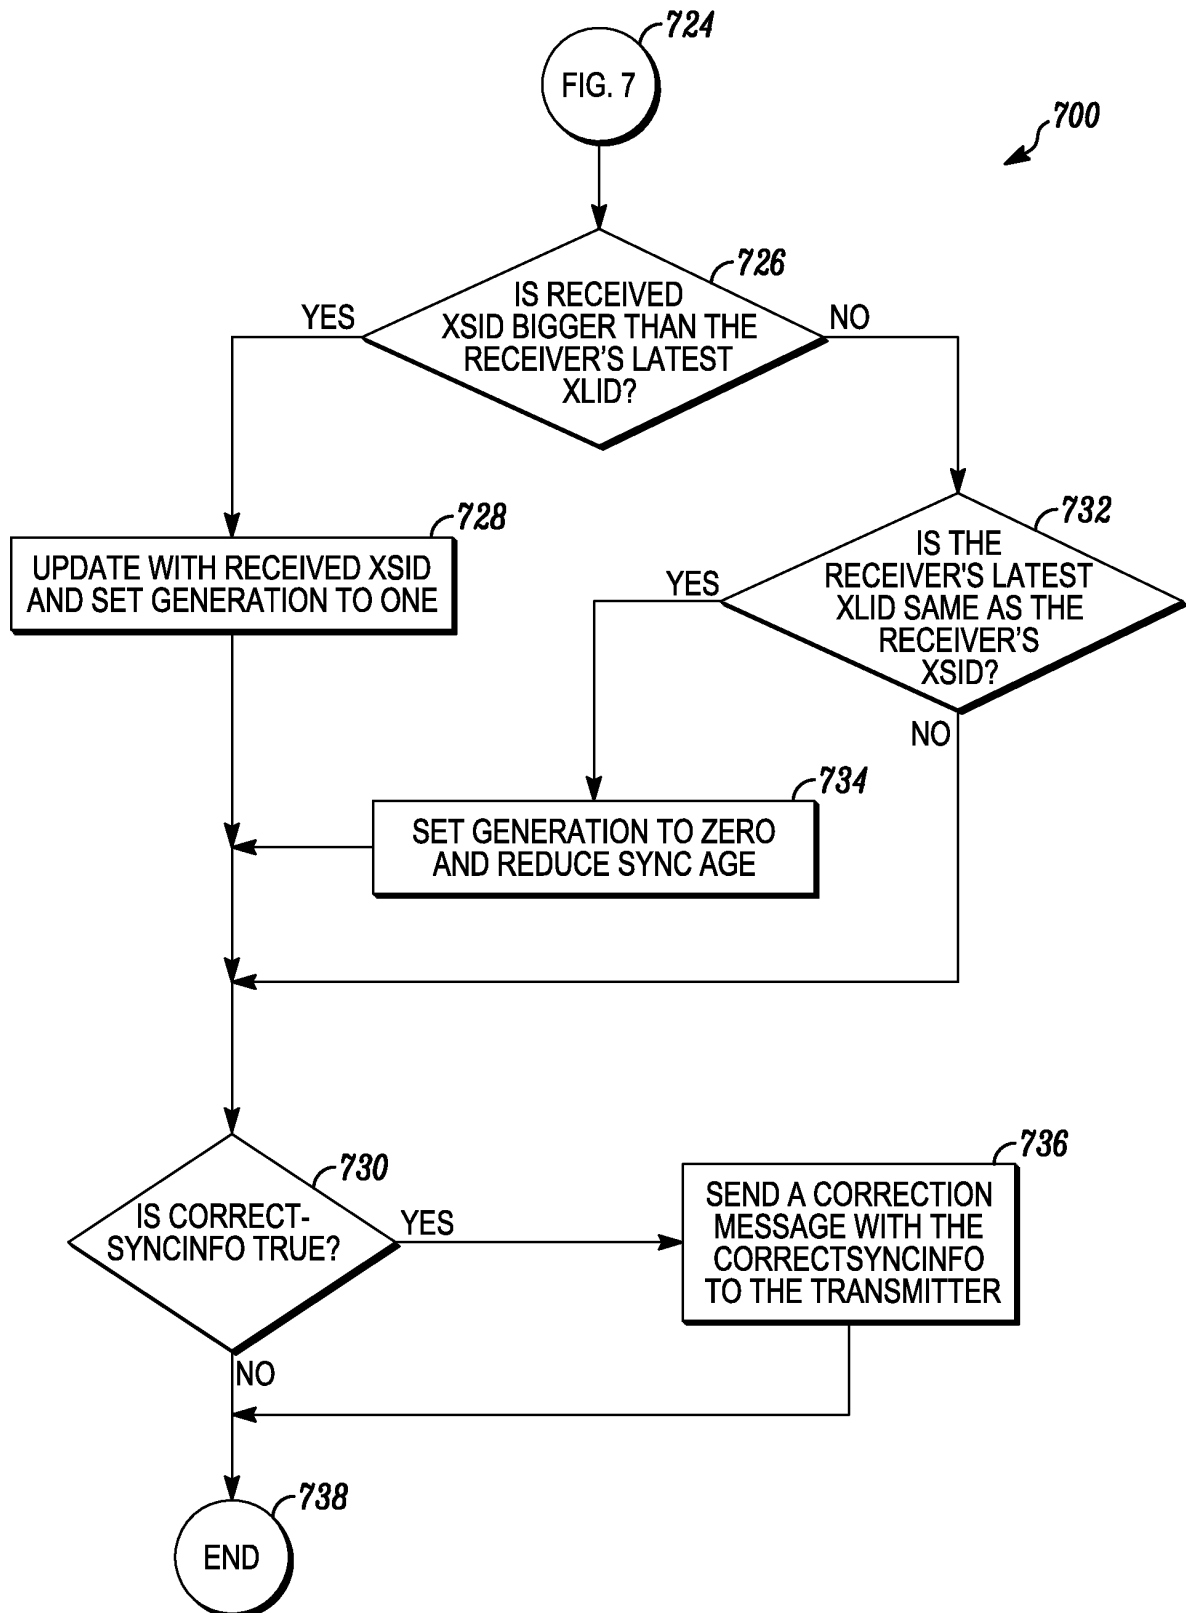 724
FIG. 7
700
726
IS RECEIVED
XSID BIGGER THAN THE
RECEIVER'S LATEST
XLID?
YES
NO
728
UPDATE WITH RECEIVED XSID
AND SET GENERATION TO ONE
732
IS THE
RECEIVER'S LATEST
XLID SAME AS THE
RECEIVER'S
XSID?
YES
NO
734
SET GENERATION TO ZERO
AND REDUCE SYNC AGE
730
IS CORRECT-
SYNCINFO TRUE?
YES
NO
736
SEND A CORRECTION
MESSAGE WITH THE
CORRECTSYNCINFO
TO THE TRANSMITTER
738
END